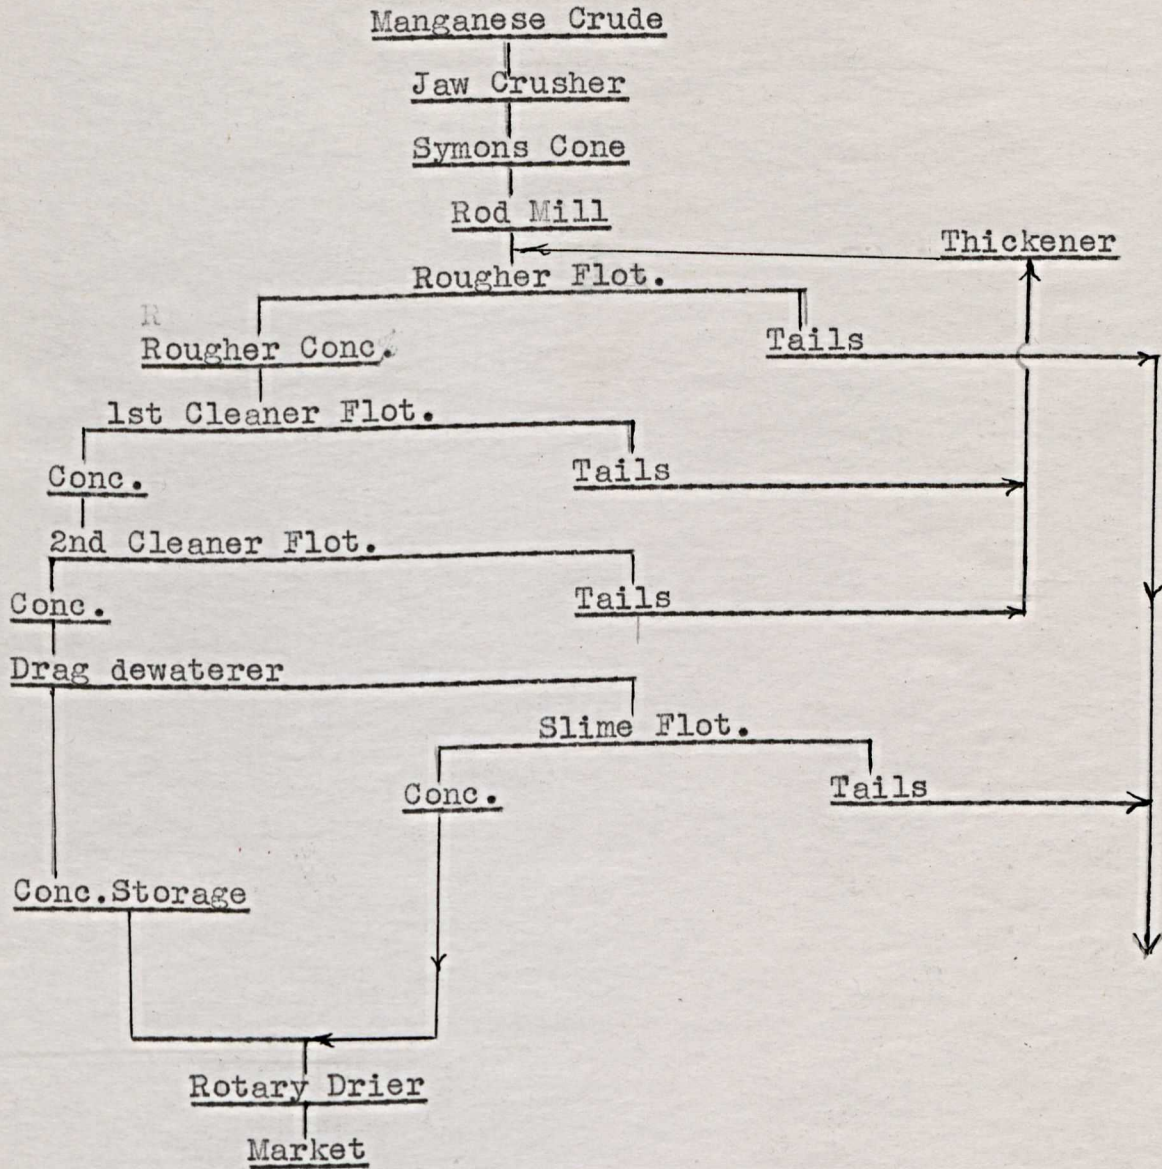 Manganese Crude
Jaw Crusher
Symons Cone
Rod Mill
Thickener
Rougher Flot.
R
Rougher Conc.
Tails
1st Cleaner Flot.
Conc.
Tails
2nd Cleaner Flot.
Conc.
Tails
Drag dewaterer
Slime Flot.
Conc.
Tails
Conc.Storage
Rotary Drier
Market